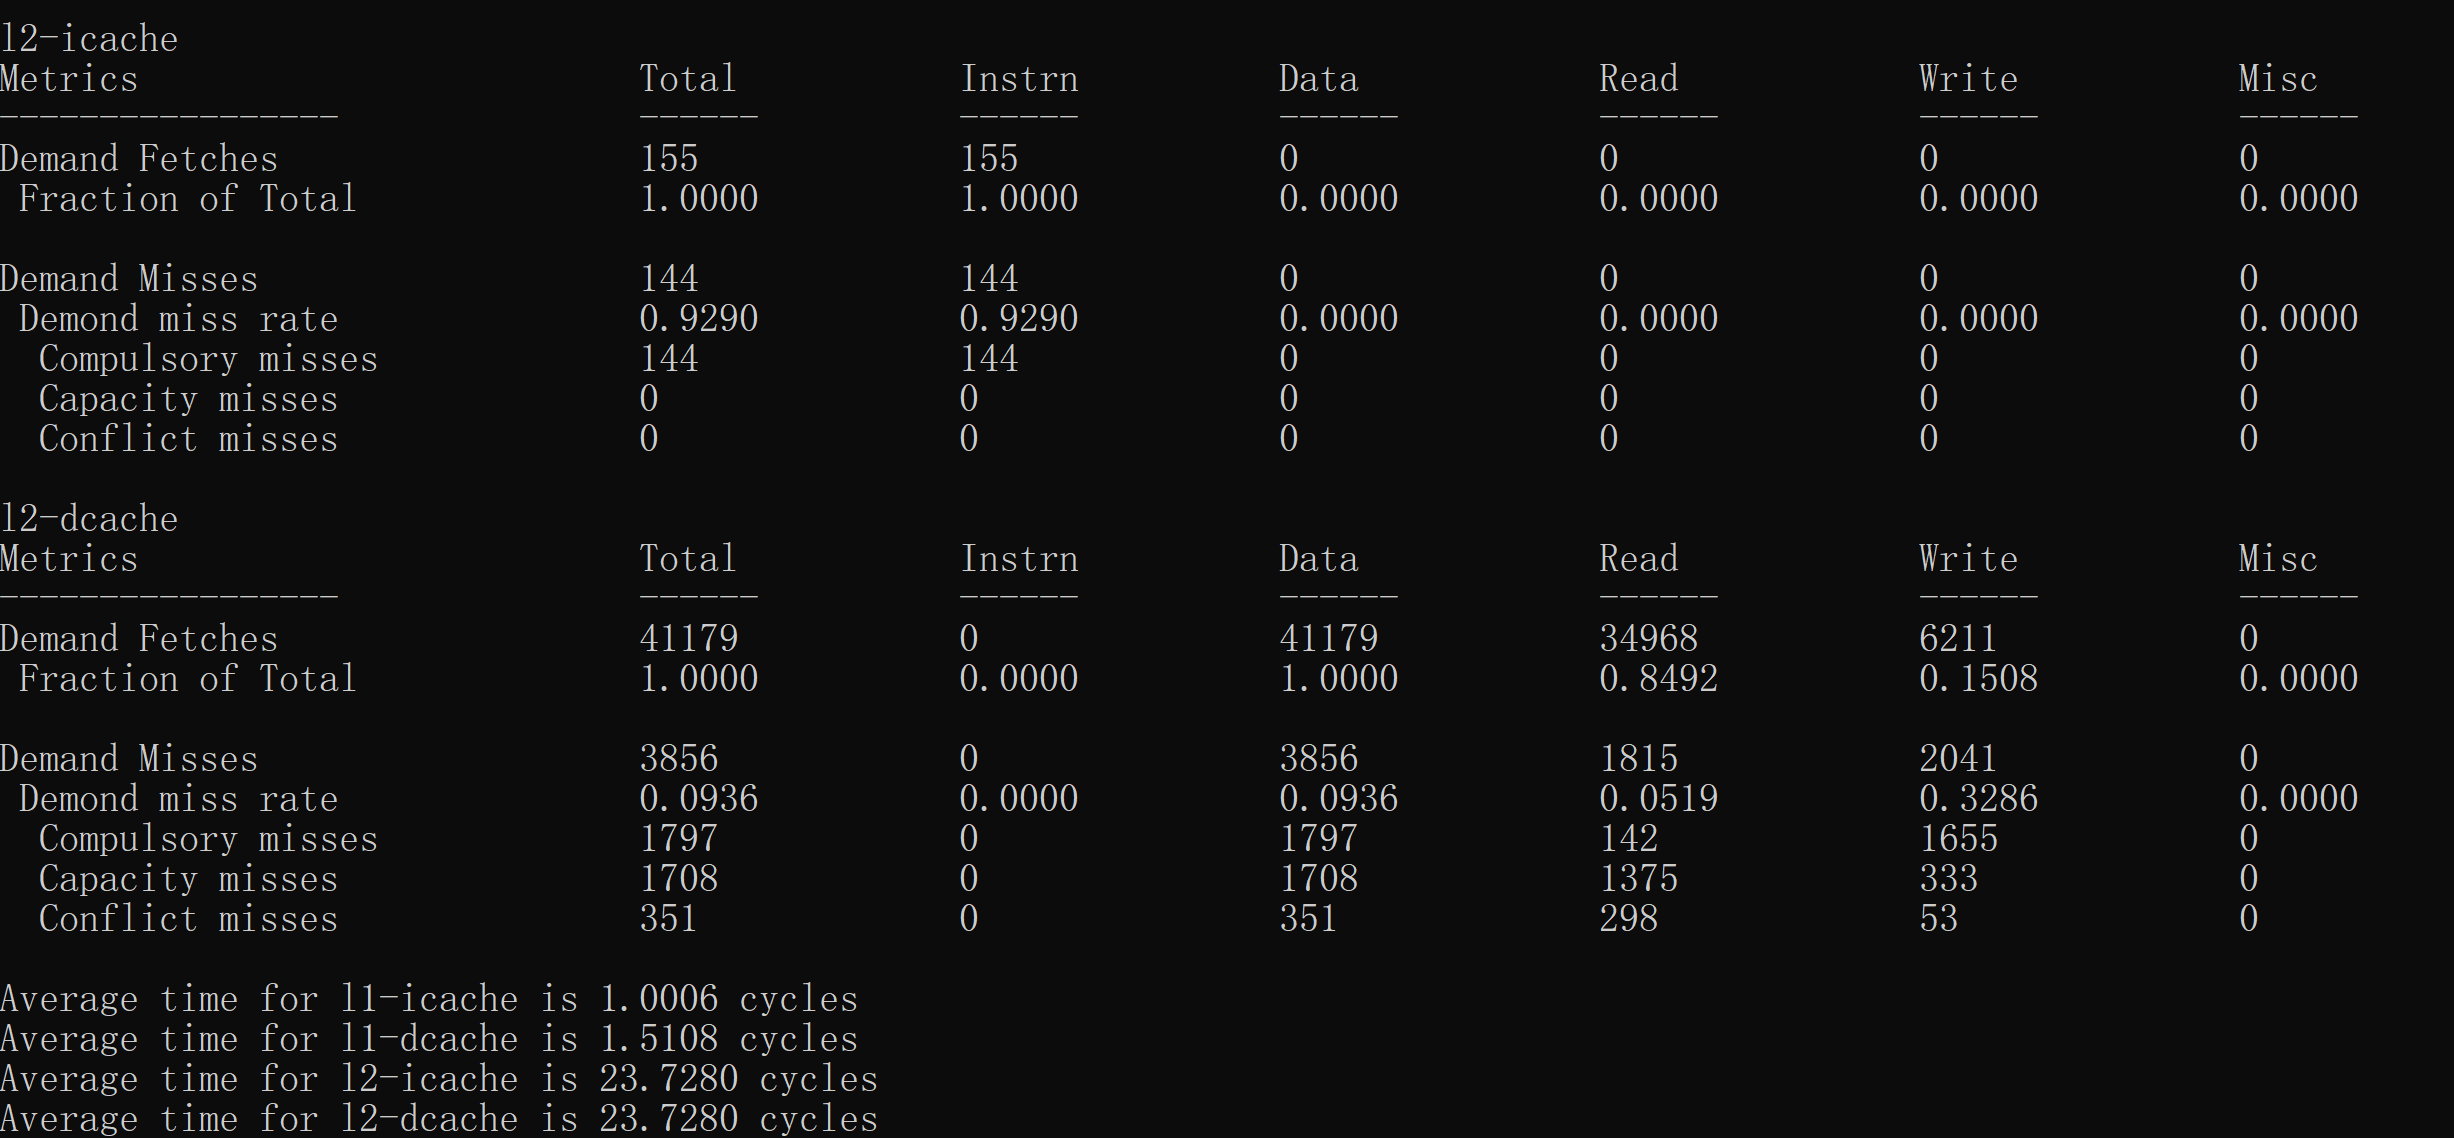 l2-icache
Metrics Total Instrn Data Read Write Misc
----------------- ------ ------ ------ ------ ------ ------
Demand Fetches 155 155 0 0 0 0
Fraction of Total 1.0000 1.0000 0.0000 0.0000 0.0000 0.0000
Demand Misses 144 144 0 0 0 0
Demond miss rate 0.9290 0.9290 0.0000 0.0000 0.0000 0.0000
Compulsory misses 144 144 0 0 0 0
Capacity misses 0 0 0 0 0 0
Conflict misses 0 0 0 0 0 0
l2-dcache
Metrics Total Instrn Data Read Write Misc
----------------- ------ ------ ------ ------ ------ ------
Demand Fetches 41179 0 41179 34968 6211 0
Fraction of Total 1.0000 0.0000 1.0000 0.8492 0.1508 0.0000
Demand Misses 3856 0 3856 1815 2041 0
Demond miss rate 0.0936 0.0000 0.0936 0.0519 0.3286 0.0000
Compulsory misses 1797 0 1797 142 1655 0
Capacity misses 1708 0 1708 1375 333 0
Conflict misses 351 0 351 298 53 0
Average time for l1-icache is 1.0006 cycles
Average time for l1-dcache is 1.5108 cycles
Average time for l2-icache is 23.7280 cycles
Average time for l2-dcache is 23.7280 cycles